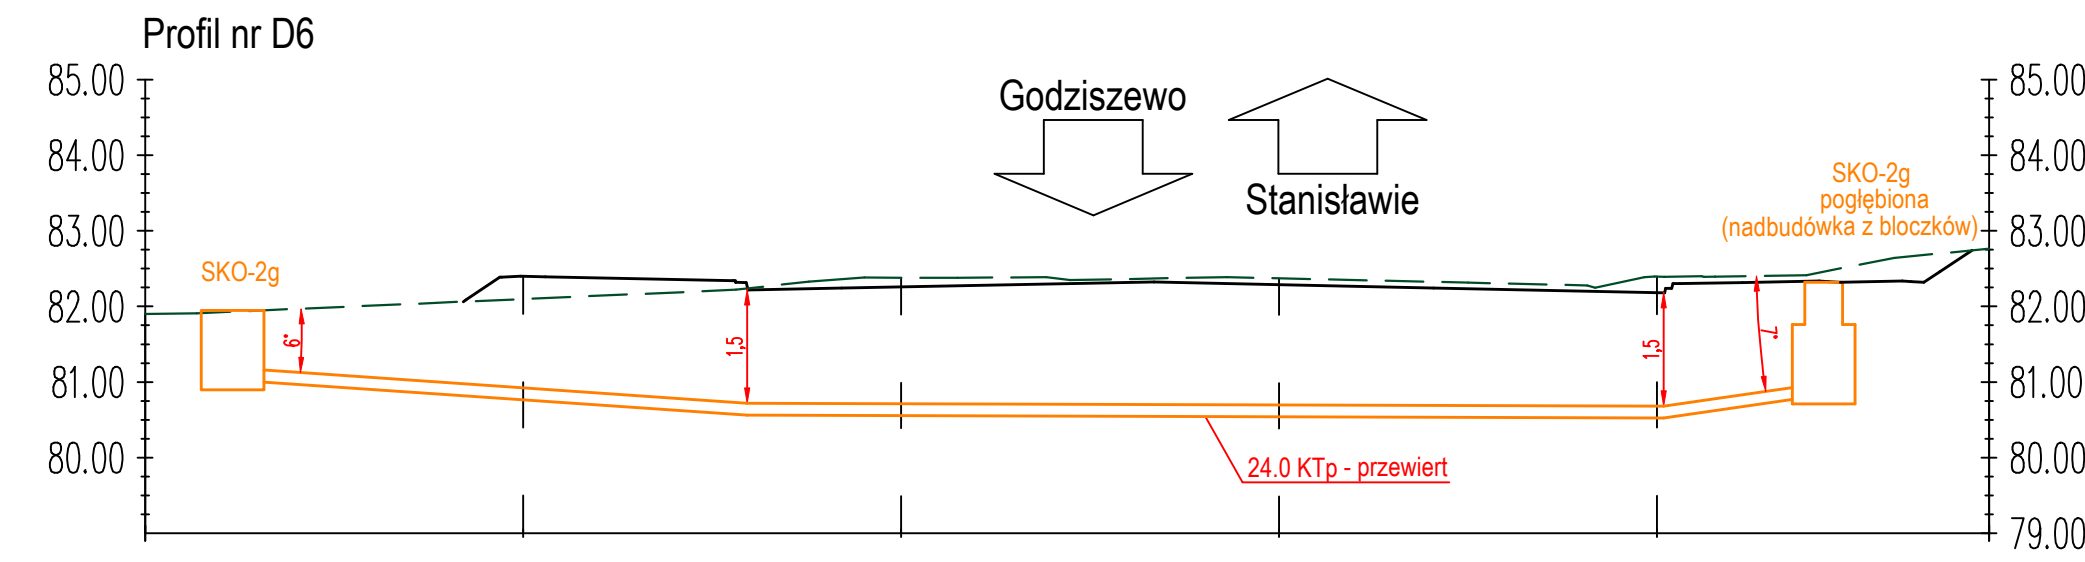 Profil nr D6
85.00
84.00
83.00
82.00
81.00
80.00
Godziszewo
Stanisławie
SKO-2g
SKO-2g
pogłębiona
(nadbudówka z bloczków)
6°
1,5
1,5
7°
24.0 KTp - przewiert
85.00
84.00
83.00
82.00
81.00
80.00
79.00